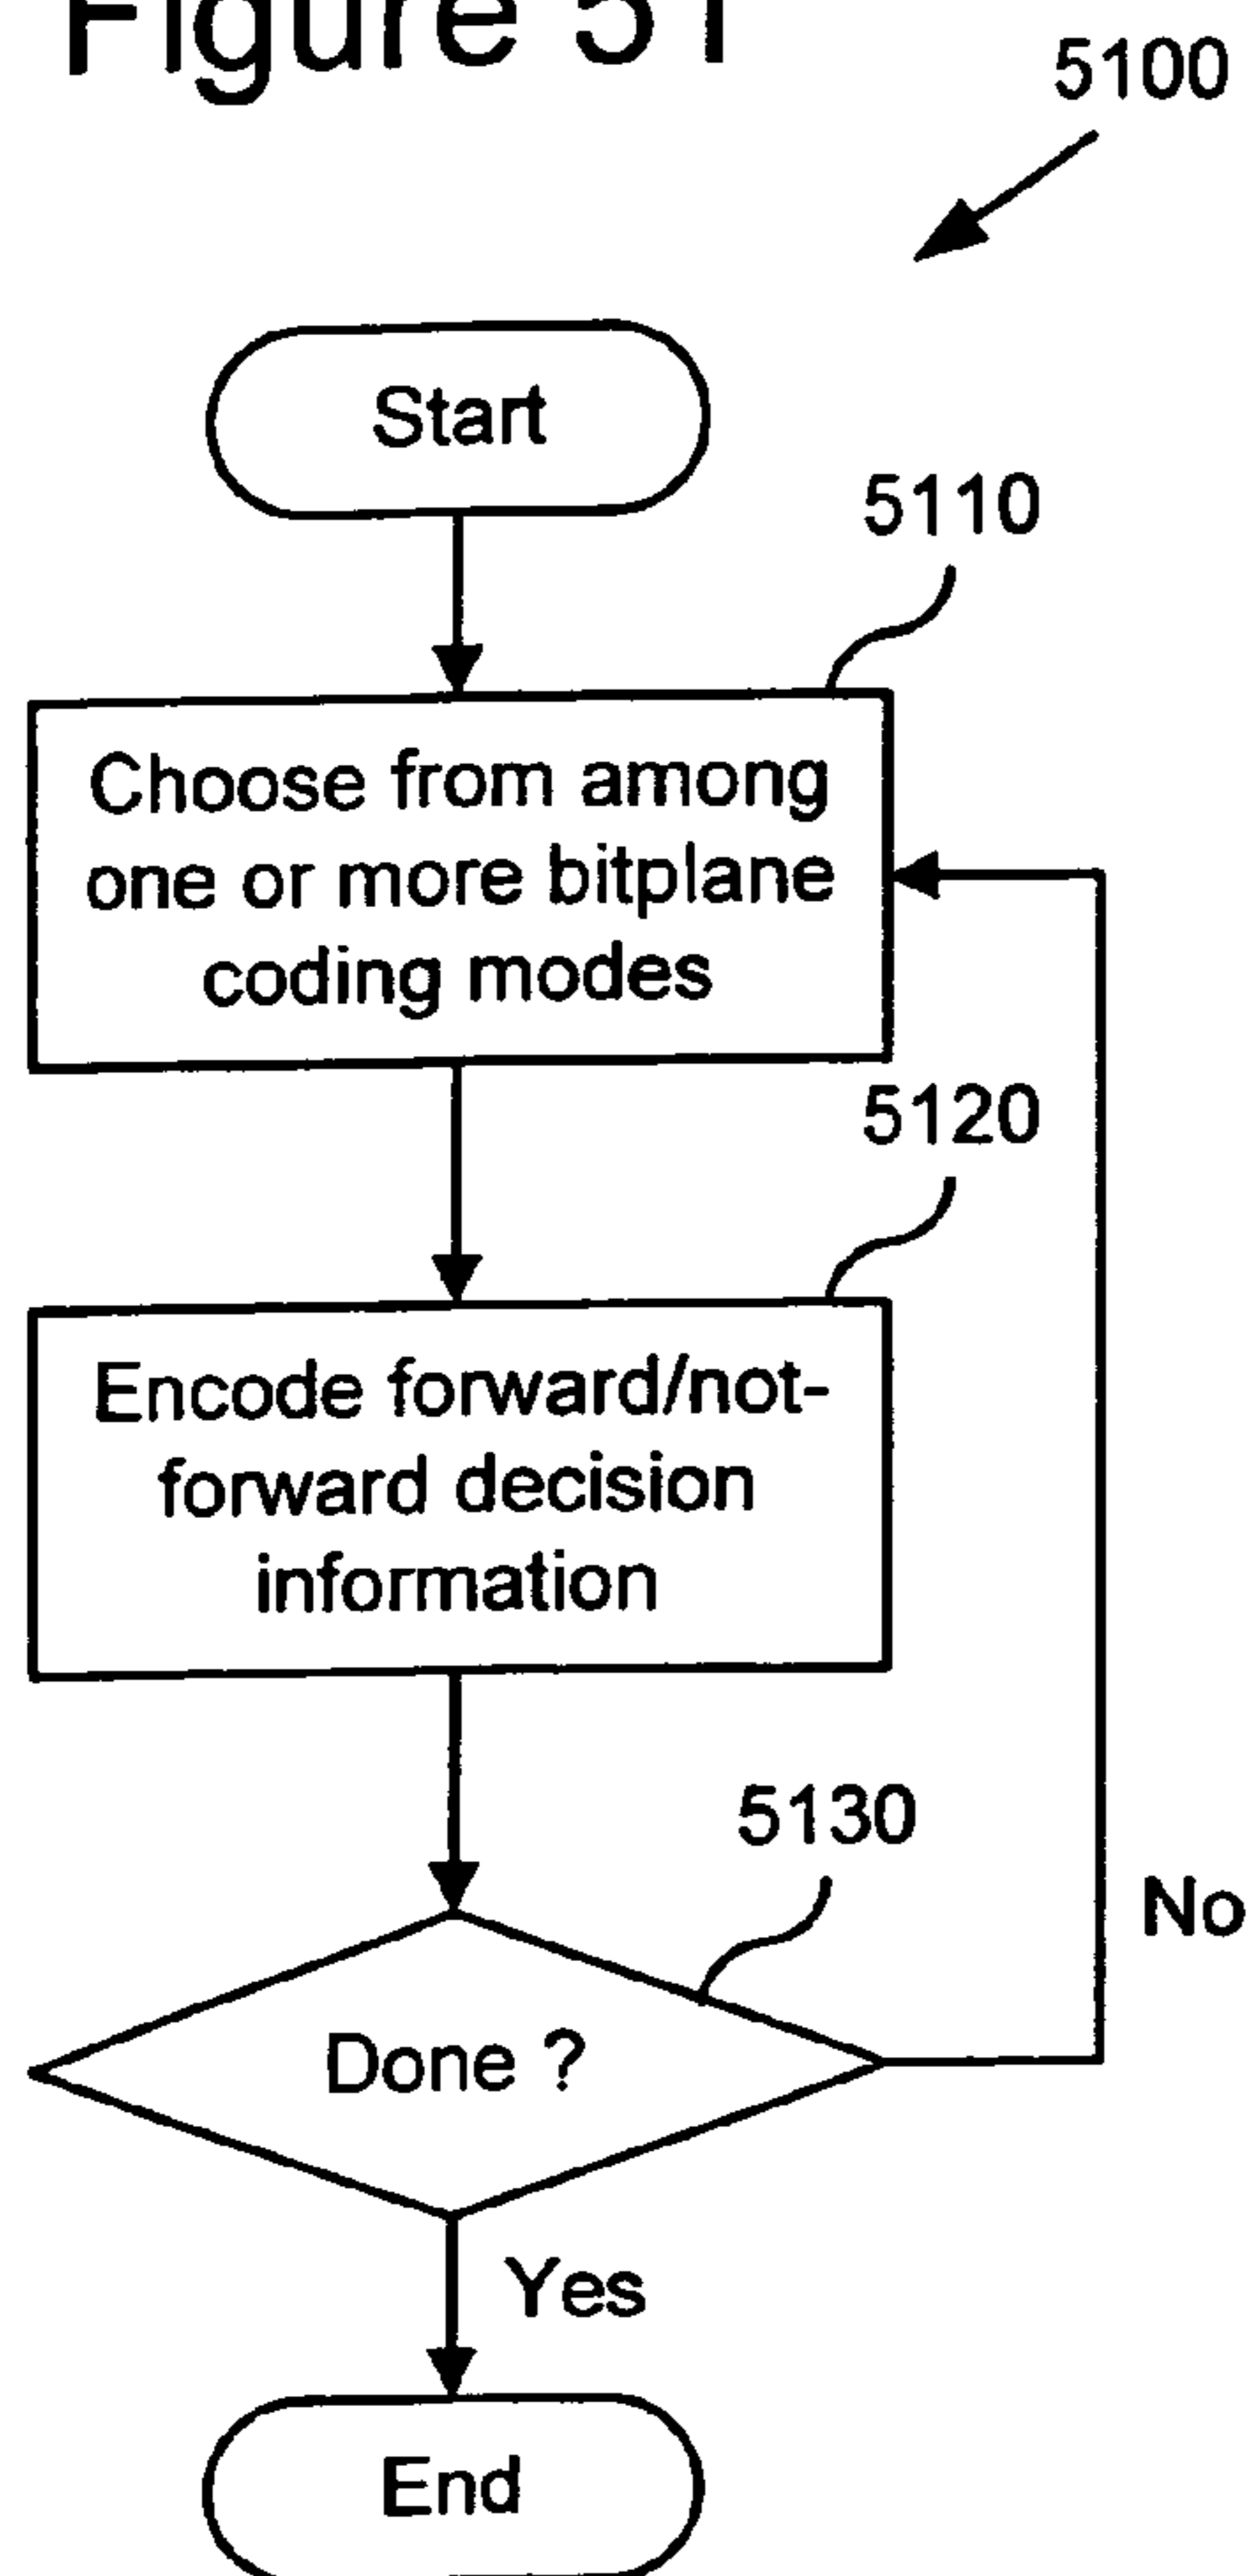 Figure 51
5100
Start
5110
Choose from among
one or more bitplane
coding modes
5120
Encode forward/not-
forward decision
information
5130
No
Done ?
Yes
End